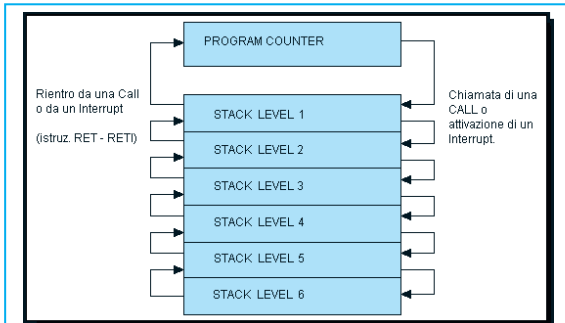 PROGRAM COUNTER
Rientro da una Call
o da un Interrupt
(istruz. RET - RETI)
Chiamata di una
CALL o
attivazione di un
Interrupt.
STACK LEVEL 1
STACK LEVEL 2
STACK LEVEL 3
STACK LEVEL 4
STACK LEVEL 5
STACK LEVEL 6